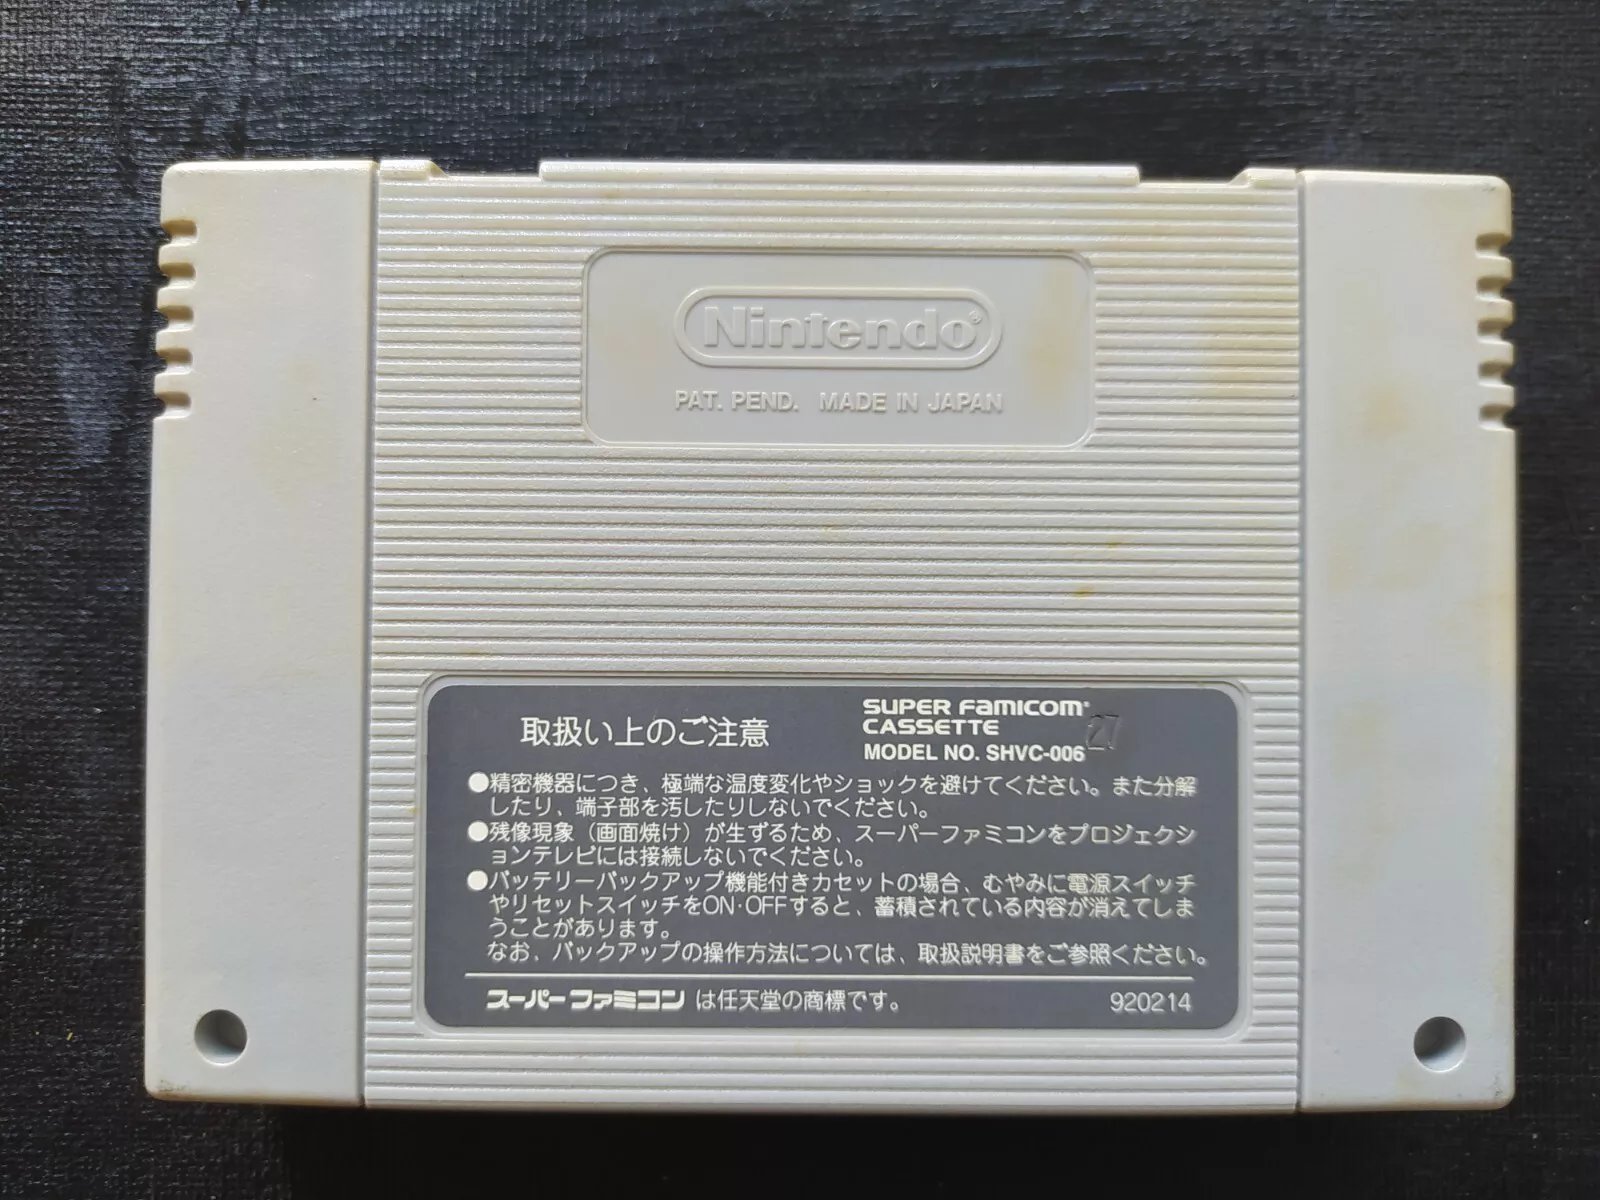 Nintendo®
PAT. PEND. MADE IN JAPAN
取扱い上のご注意
SUPER FAMICOM®
CASSETTE
MODEL NO. SHVC-006
27
●精密機器につき、極端な温度変化やショックを避けてください。また分解
したり、端子部を汚したりしないでください。
●残像現象（画面焼け）が生ずるため、スーパーファミコンをプロジェクシ
ョンテレビには接続しないでください。
●バッテリーバックアップ機能付きカセットの場合、むやみに電源スイッチ
やリセットスイッチをON·OFFすると、蓄積されている内容が消えてしま
うことがあります。
なお、バックアップの操作方法については、取扱説明書をご参照ください。
スーパーファミコン は任天堂の商標です。
920214